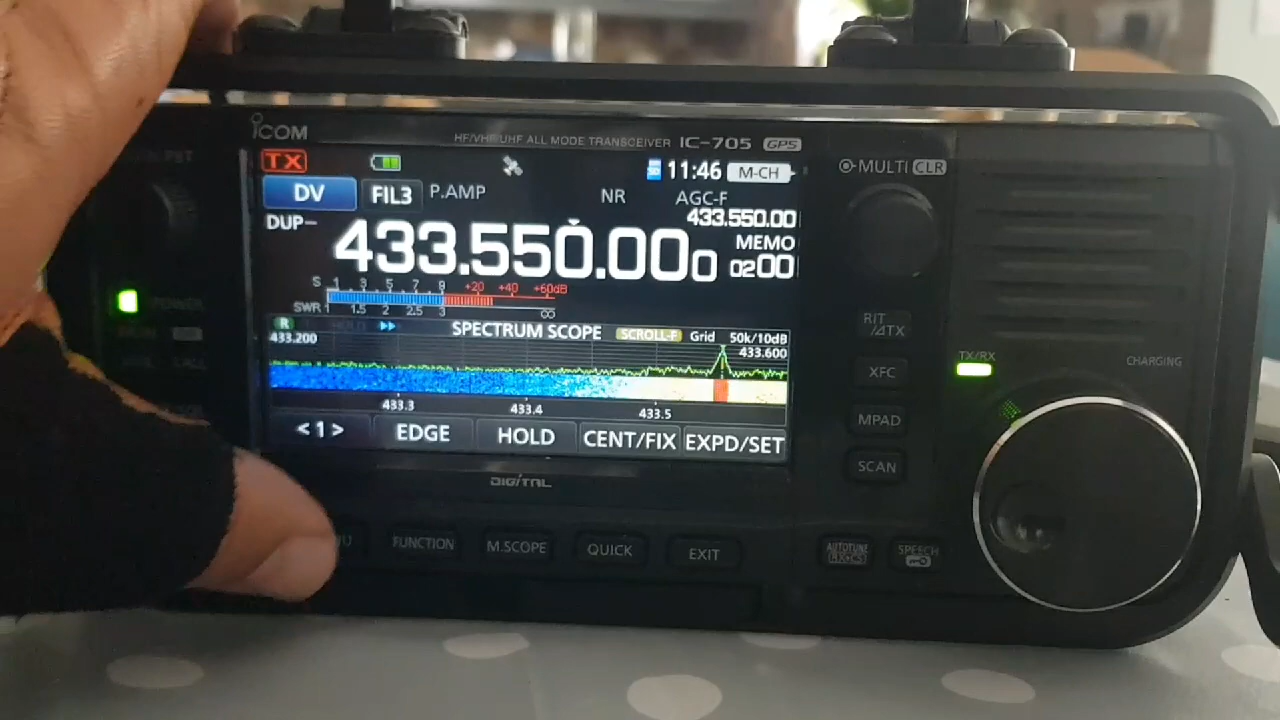 ICOM
HF/VHF/UHF ALL MODE TRANSCEIVER IC-705 GPS
TX 11:46 M-CH
DV FIL3 P.AMP NR AGC-F
433.550.00
DUP– 433.550.000 MEMO
0200
S 1 3 5 7 9 +20 +40 +60dB
SWR 1 1.5 2 2.5 3 ∞
R SPECTRUM SCOPE SCROLL-F Grid 50k/10dB
433.200 433.600
433.3 433.4 433.5
<1> EDGE HOLD CENT/FIX EXPD/SET
DIGITAL
FUNCTION M.SCOPE QUICK EXIT
MULTI CLR
RIT
/⊿TX
XFC
MPAD
SCAN
AUTOTUNE
SPEECH
TX/RX
CHARGING